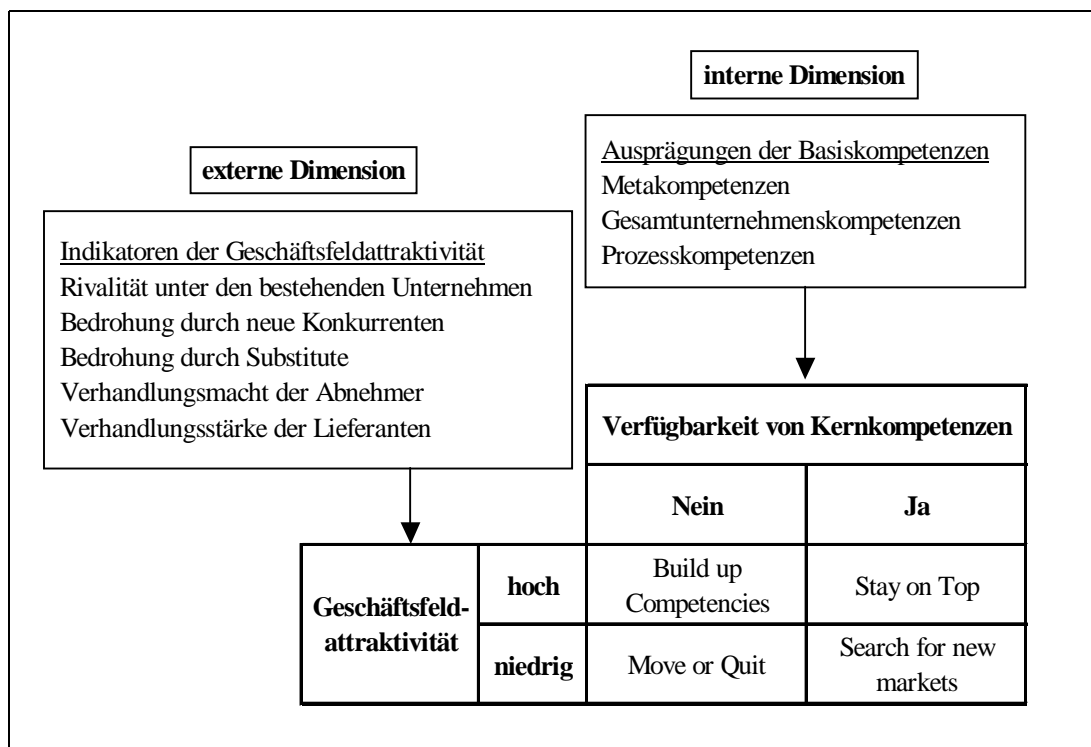 interne Dimension
Ausprägungen der Basiskompetenzen
Metakompetenzen
Gesamtunternehmenskompetenzen
Prozesskompetenzen
externe Dimension
Indikatoren der Geschäftsfeldattraktivität
Rivalität unter den bestehenden Unternehmen
Bedrohung durch neue Konkurrenten
Bedrohung durch Substitute
Verhandlungsmacht der Abnehmer
Verhandlungsstärke der Lieferanten
Verfügbarkeit von Kernkompetenzen
Nein
Ja
Geschäftsfeld-
attraktivität
hoch
Build up
Competencies
Stay on Top
niedrig
Move or Quit
Search for new
markets